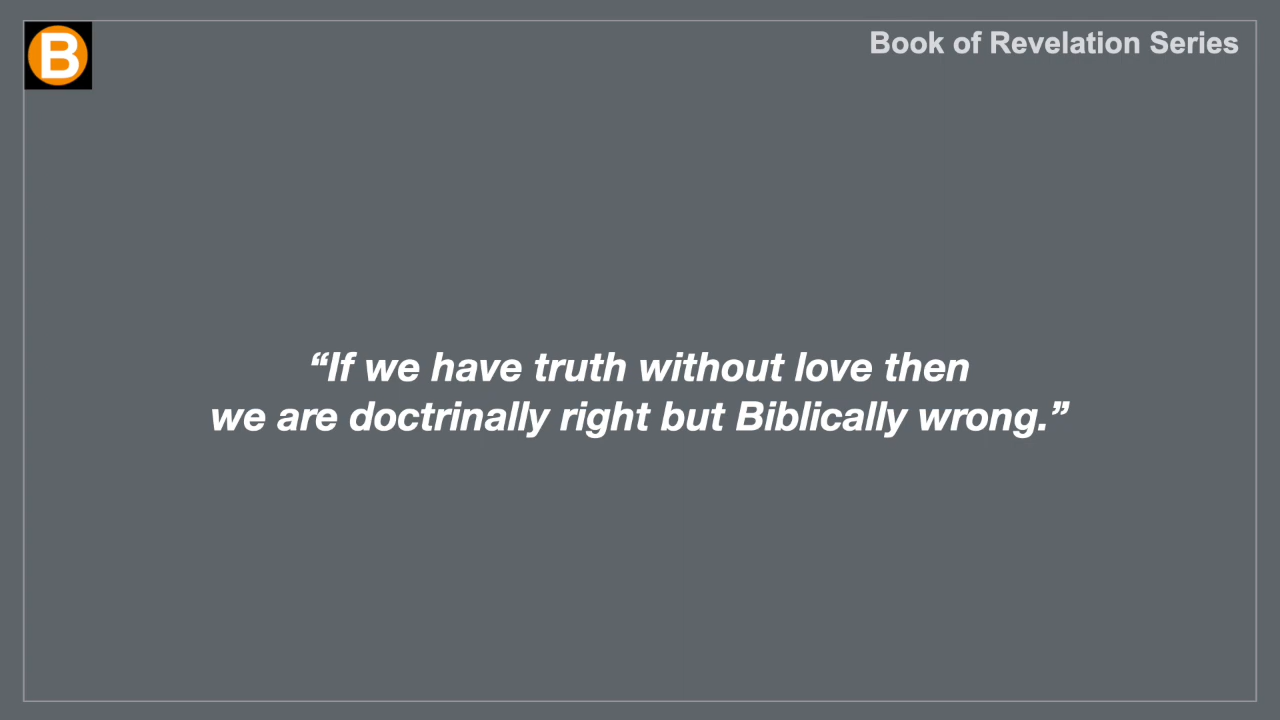 B
Book of Revelation Series
“If we have truth without love then
we are doctrinally right but Biblically wrong.”